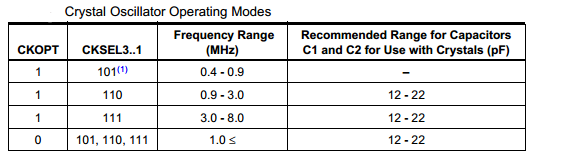 Crystal Oscillator Operating Modes
CKOPT CKSEL3..1 Frequency Range (MHz) Recommended Range for Capacitors C1 and C2 for Use with Crystals (pF)
1 101(1) 0.4 - 0.9 –
1 110 0.9 - 3.0 12 - 22
1 111 3.0 - 8.0 12 - 22
0 101, 110, 111 1.0 ≤ 12 - 22